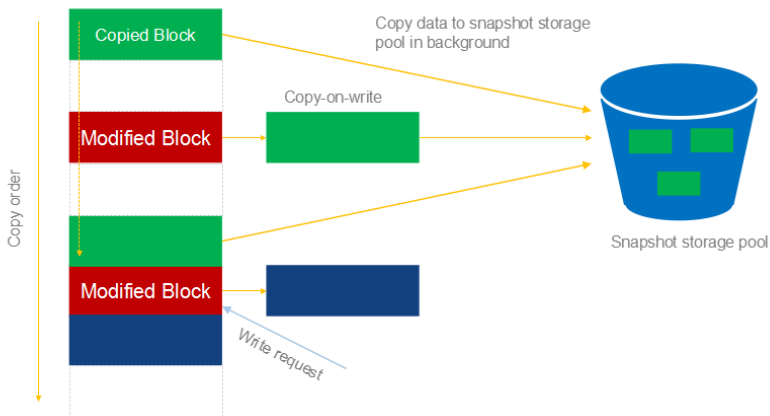 Copied Block
Copy data to snapshot storage
pool in background
Copy-on-write
Modified Block
Copy order
Snapshot storage pool
Modified Block
Write request